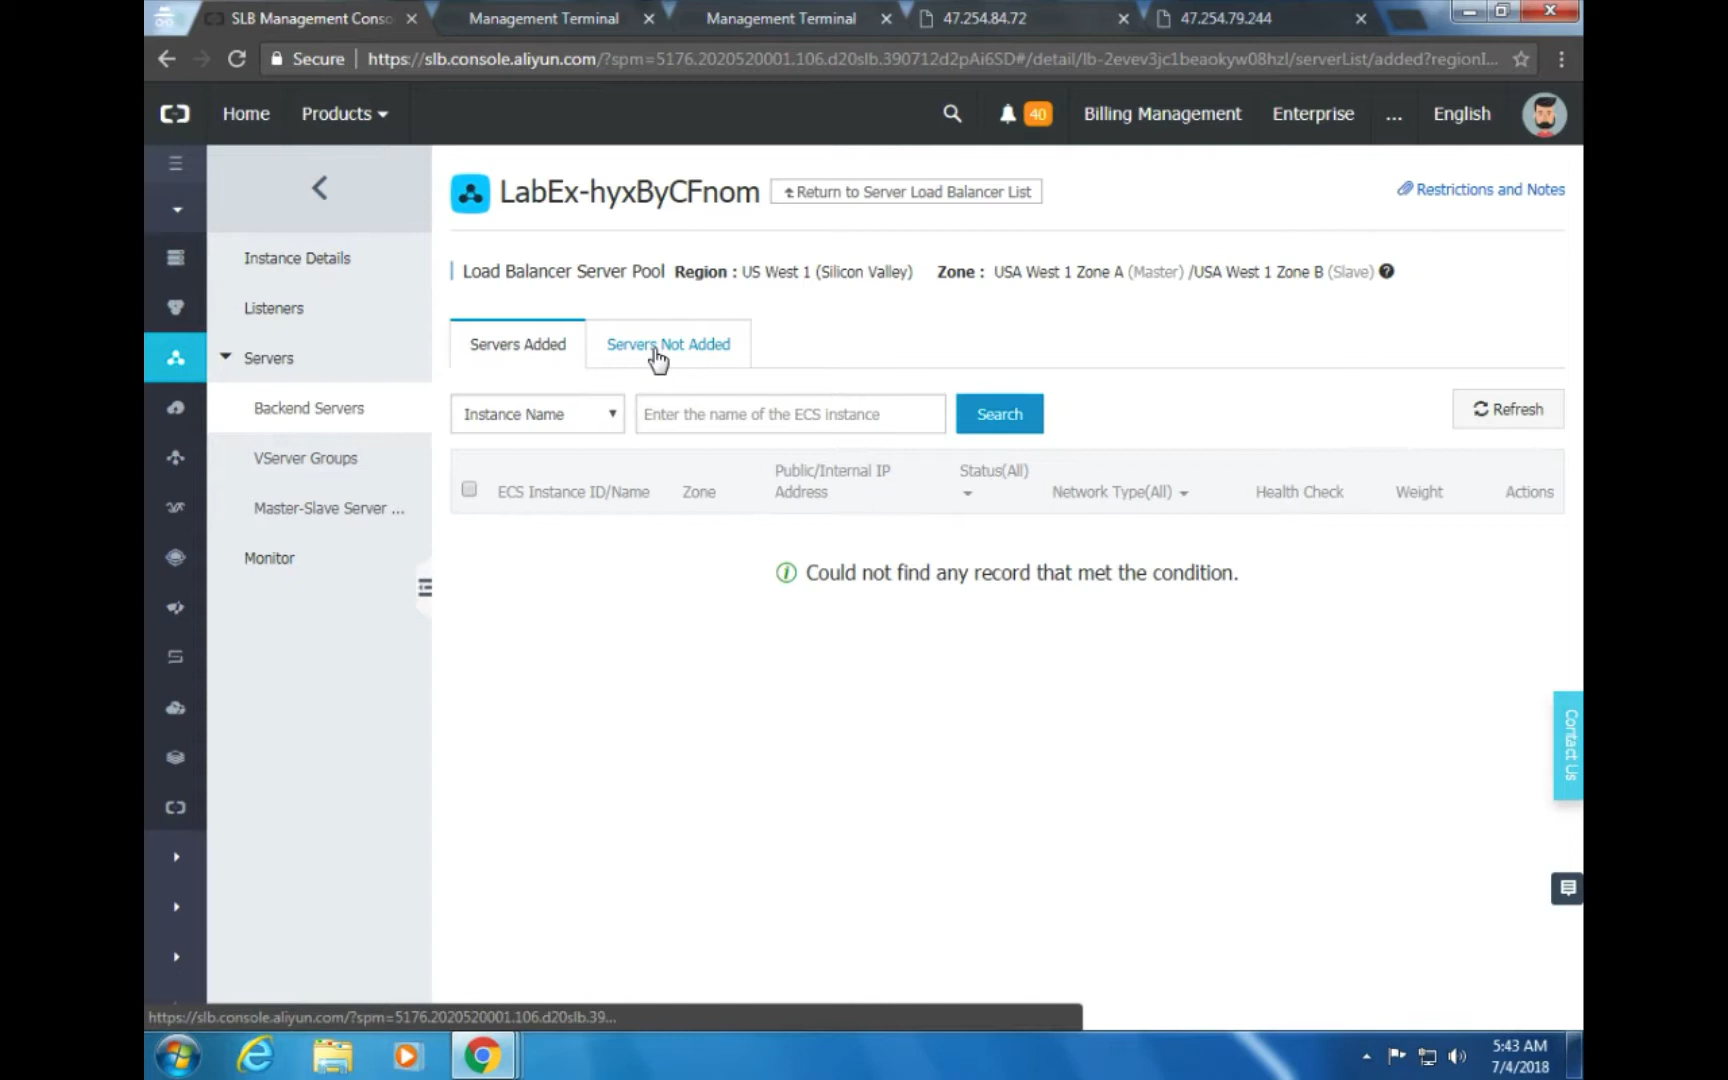 SLB Management Conso
Management Terminal
Management Terminal
47.254.84.72
47.254.79.244
Secure
https://slb.console.aliyun.com/?spm=5176.2020520001.106.d20slb.390712d2pAi6SD#/detail/lb-2evev3jc1beaokyw08hzl/serverList/added?regionI...
Home
Products
40
Billing Management
Enterprise
...
English
LabEx-hyxByCFnom
Return to Server Load Balancer List
Restrictions and Notes
Instance Details
Listeners
Servers
Backend Servers
VServer Groups
Master-Slave Server ...
Monitor
Load Balancer Server Pool Region : US West 1 (Silicon Valley) Zone : USA West 1 Zone A (Master) /USA West 1 Zone B (Slave)
Servers Added
Servers Not Added
Instance Name
Enter the name of the ECS instance
Search
Refresh
ECS Instance ID/Name
Zone
Public/Internal IP
Address
Status(All)
Network Type(All)
Health Check
Weight
Actions
Could not find any record that met the condition.
Contact Us
https://slb.console.aliyun.com/?spm=5176.2020520001.106.d20slb.39...
5:43 AM
7/4/2018